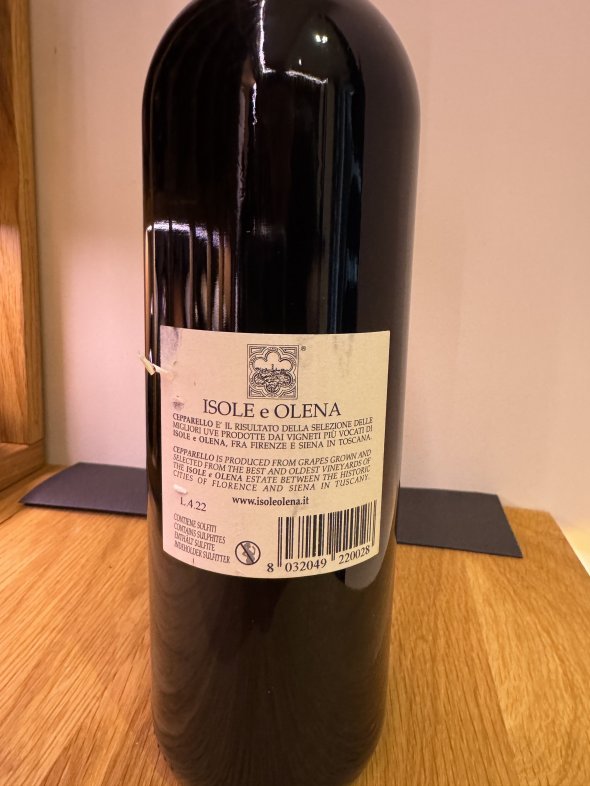 ®
ISOLE e OLENA
CEPPARELLO E' IL RISULTATO DELLA SELEZIONE DELLE
MIGLIORI UVE PRODOTTE DAI VIGNETI PIÙ VOCATI DI
ISOLE e OLENA, FRA FIRENZE E SIENA IN TOSCANA.
CEPPARELLO IS PRODUCED FROM GRAPES GROWN AND
SELECTED FROM THE BEST AND OLDEST VINEYARDS OF
THE ISOLE e OLENA ESTATE BETWEEN THE HISTORIC
CITIES OF FLORENCE AND SIENA IN TUSCANY.
L.4.22
www.isoleolena.it
CONTIENE SOLFITI
CONTAINS SULPHITES
ENTHÄLT SULFITE
INDEHOLDER SULFITTER
8 032049 220028